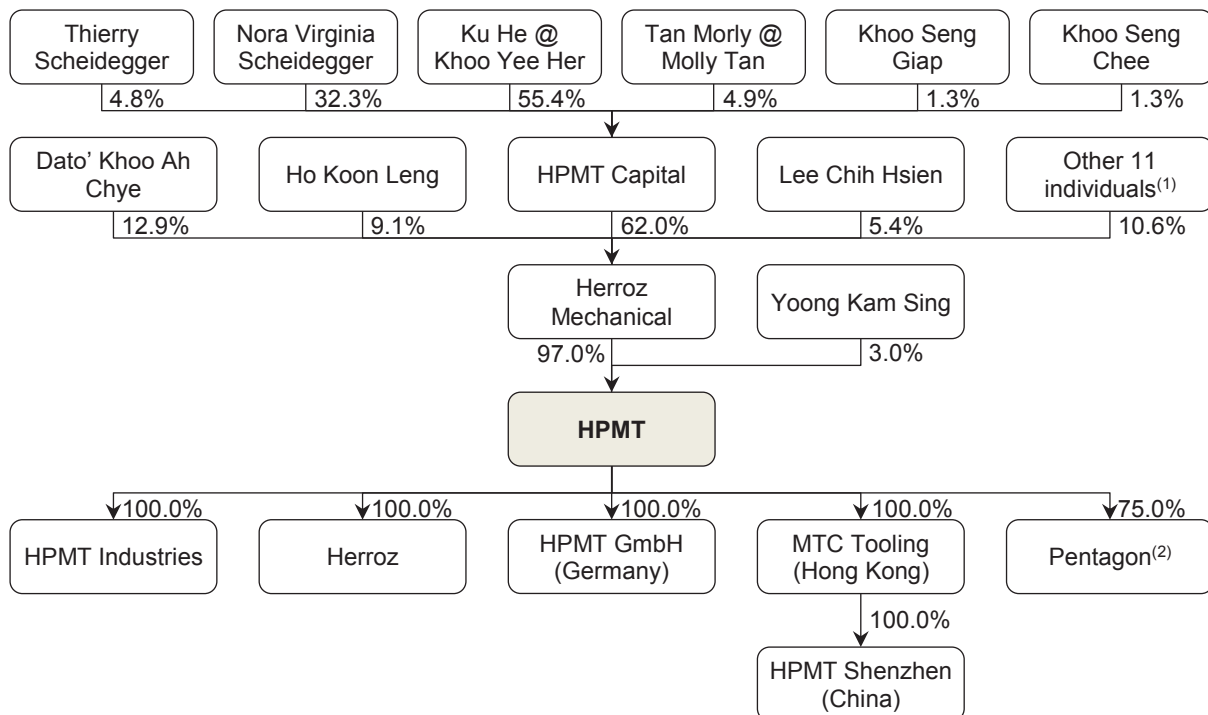 Thierry
Scheidegger
Nora Virginia
Scheidegger
Ku He @
Khoo Yee Her
Tan Morly @
Molly Tan
Khoo Seng
Giap
Khoo Seng
Chee
4.8%
32.3%
55.4%
4.9%
1.3%
1.3%
Dato’ Khoo Ah
Chye
Ho Koon Leng
HPMT Capital
Lee Chih Hsien
Other 11
individuals(1)
12.9%
9.1%
62.0%
5.4%
10.6%
Herroz
Mechanical
Yoong Kam Sing
97.0%
3.0%
HPMT
100.0%
100.0%
100.0%
100.0%
75.0%
HPMT Industries
Herroz
HPMT GmbH
(Germany)
MTC Tooling
(Hong Kong)
Pentagon(2)
100.0%
HPMT Shenzhen
(China)